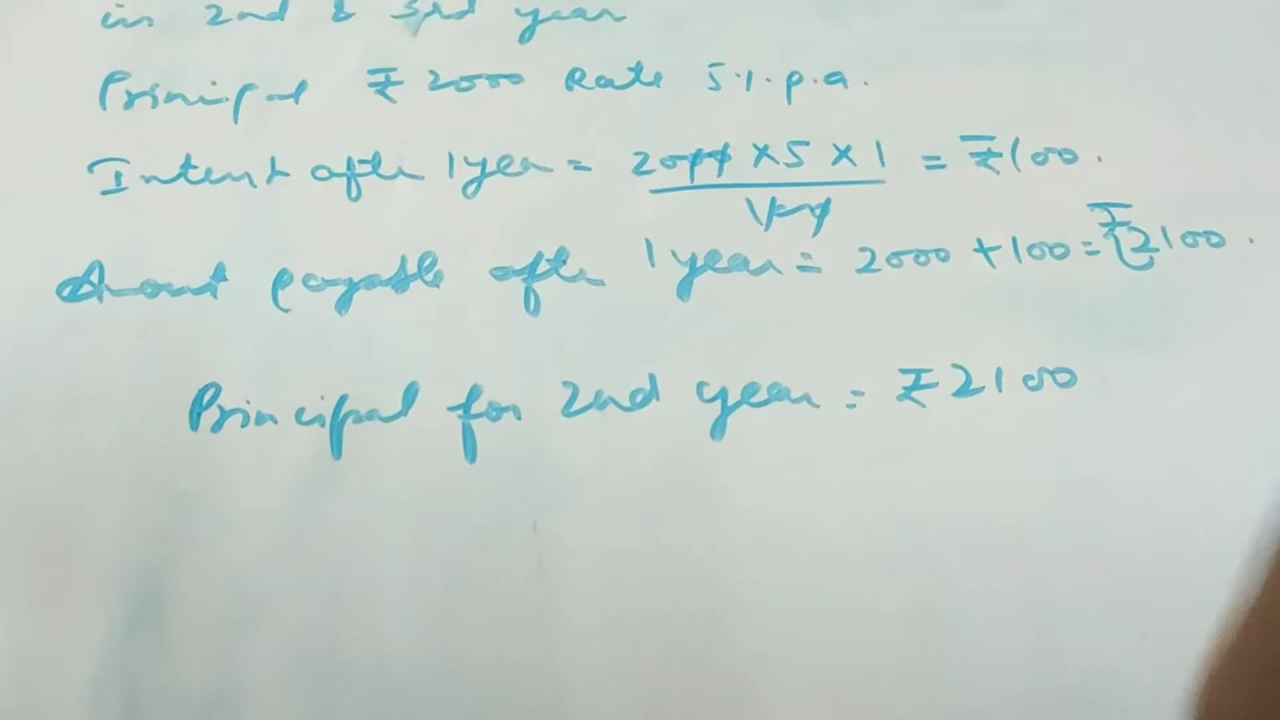 in 2nd & 3rd year
Principal ₹ 2000 Rate 5%. p.a.
Interest after 1 year = 2000 × 5 × 1 / 100 = ₹100.
Amount payable after 1 year = 2000 + 100 = ₹2100.
Principal for 2nd year = ₹2100